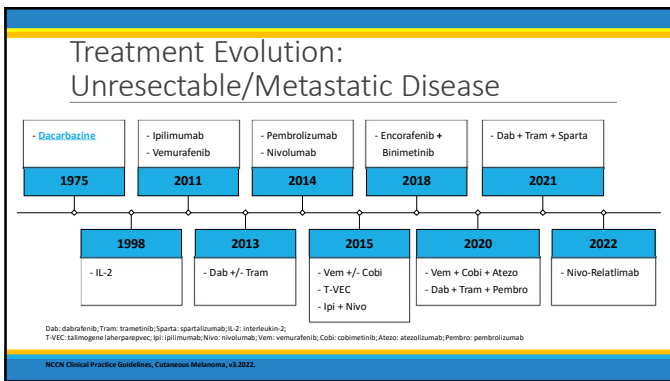 Treatment Evolution:
Unresectable/Metastatic Disease
- Dacarbazine
1975
- Ipilimumab
- Vemurafenib
2011
- Pembrolizumab
- Nivolumab
2014
- Encorafenib +
Binimetinib
2018
- Dab + Tram + Sparta
2021
1998
- IL-2
2013
- Dab +/- Tram
2015
- Vem +/- Cobi
- T-VEC
- Ipi + Nivo
2020
- Vem + Cobi + Atezo
- Dab + Tram + Pembro
2022
- Nivo-Relatlimab
Dab: dabrafenib; Tram: trametinib; Sparta: spartalizumab; IL-2: interleukin-2;
T-VEC: talimogene laherparepvec; Ipi: ipilimumab; Nivo: nivolumab; Vem: vemurafenib; Cobi: cobimetinib; Atezo: atezolizumab; Pembro: pembrolizumab
NCCN Clinical Practice Guidelines, Cutaneous Melanoma, v3.2022.